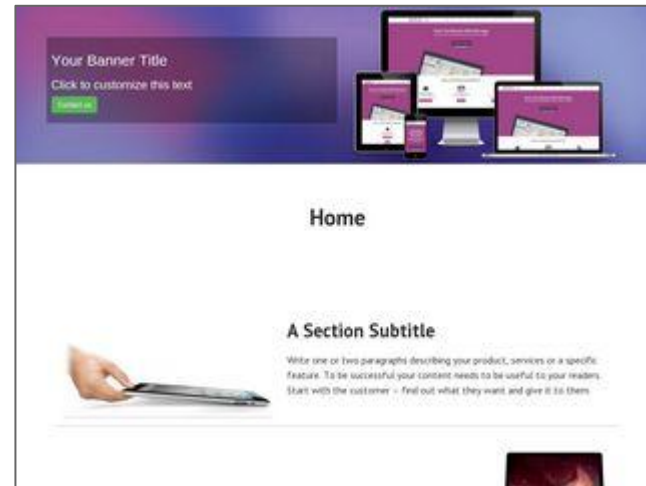 Your Banner Title
Click to customize this text
Contact us
Home
A Section Subtitle
Write one or two paragraphs describing your product, services or a specific
feature. To be successful your content needs to be useful to your readers.
Start with the customer – find out what they want and give it to them.